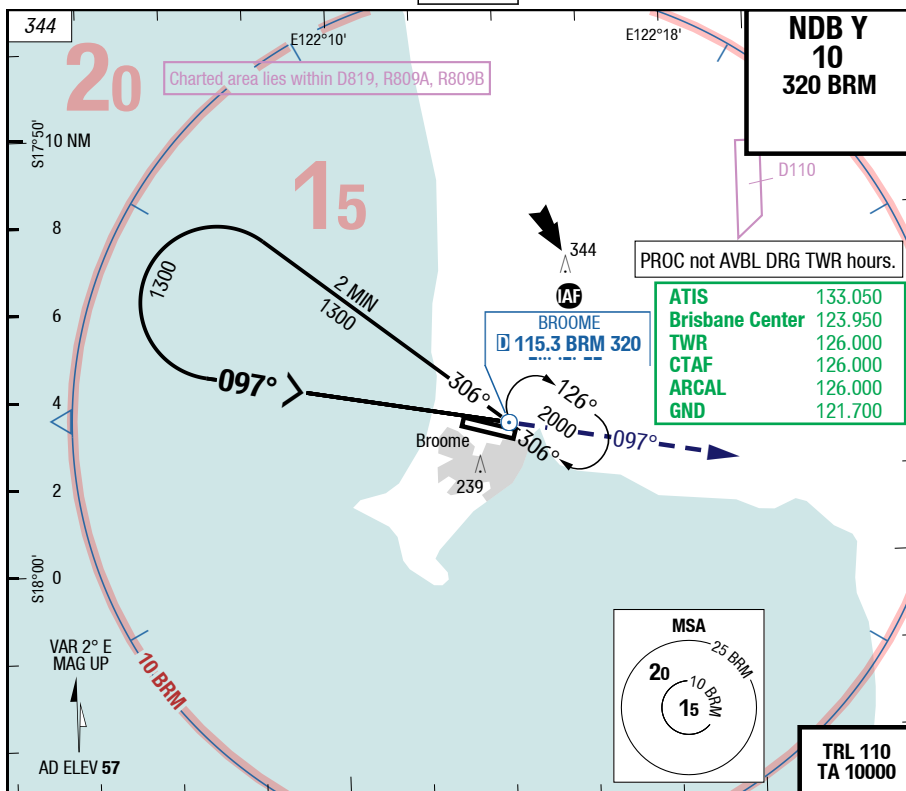 344
E122°10'
E122°18'
NDB Y
10
320 BRM
20
Charted area lies within D819, R809A, R809B
S17°50'
10 NM
D110
15
8
344
PROC not AVBL DRG TWR hours.
1300
2 MIN
1300
IAF
6
ATIS 133.050
Brisbane Center 123.950
TWR 126.000
CTAF 126.000
ARCAL 126.000
GND 121.700
BROOME
D 115.3 BRM 320
097°
306°
126°
4
2000
Broome
306°
097°
239
2
S18°00'
0
VAR 2° E
MAG UP
10 BRM
AD ELEV 57
MSA
25 BRM
20
10 BRM
15
TRL 110
TA 10000